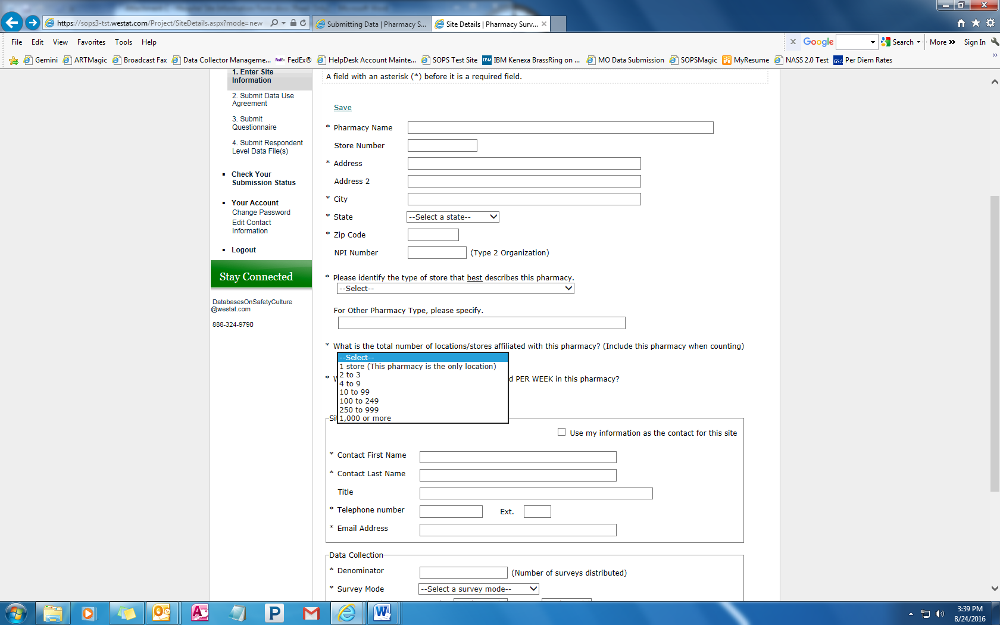 https://sops3-tst.westat.com/Project/SiteDetails.aspx?mode=new
Submitting Data | Pharmacy S...
Site Details | Pharmacy Surv...
File Edit View Favorites Tools Help
x Google Search More » Sign In
Gemini ARTMagic Broadcast Fax Data Collector Manageme... FedEx FedEx® HelpDesk Account Mainte... SOPS Test Site IBM IBM Kenexa BrassRing on ... MO Data Submission SOPSMagic MyResume NASS 2.0 Test GSA Per Diem Rates
1. Enter Site
Information
2. Submit Data Use
Agreement
3. Submit
Questionnaire
4. Submit Respondent
Level Data File(s)
Check Your
Submission Status
Your Account
Change Password
Edit Contact
Information
Logout
Stay Connected
DatabasesOnSafetyCulture
@westat.com
888-324-9790
A field with an asterisk (*) before it is a required field.
Save
* Pharmacy Name
Store Number
* Address
Address 2
* City
* State --Select a state--
* Zip Code
NPI Number (Type 2 Organization)
* Please identify the type of store that best describes this pharmacy.
--Select--
For Other Pharmacy Type, please specify.
* What is the total number of locations/stores affiliated with this pharmacy? (Include this pharmacy when counting)
--Select--
1 store (This pharmacy is the only location)
2 to 3
4 to 9
10 to 99
100 to 249
250 to 999
1,000 or more
* W d PER WEEK in this pharmacy?
Sit
Use my information as the contact for this site
* Contact First Name
* Contact Last Name
Title
* Telephone number Ext.
* Email Address
Data Collection
* Denominator (Number of surveys distributed)
* Survey Mode --Select a survey mode--
3:39 PM
8/24/2016